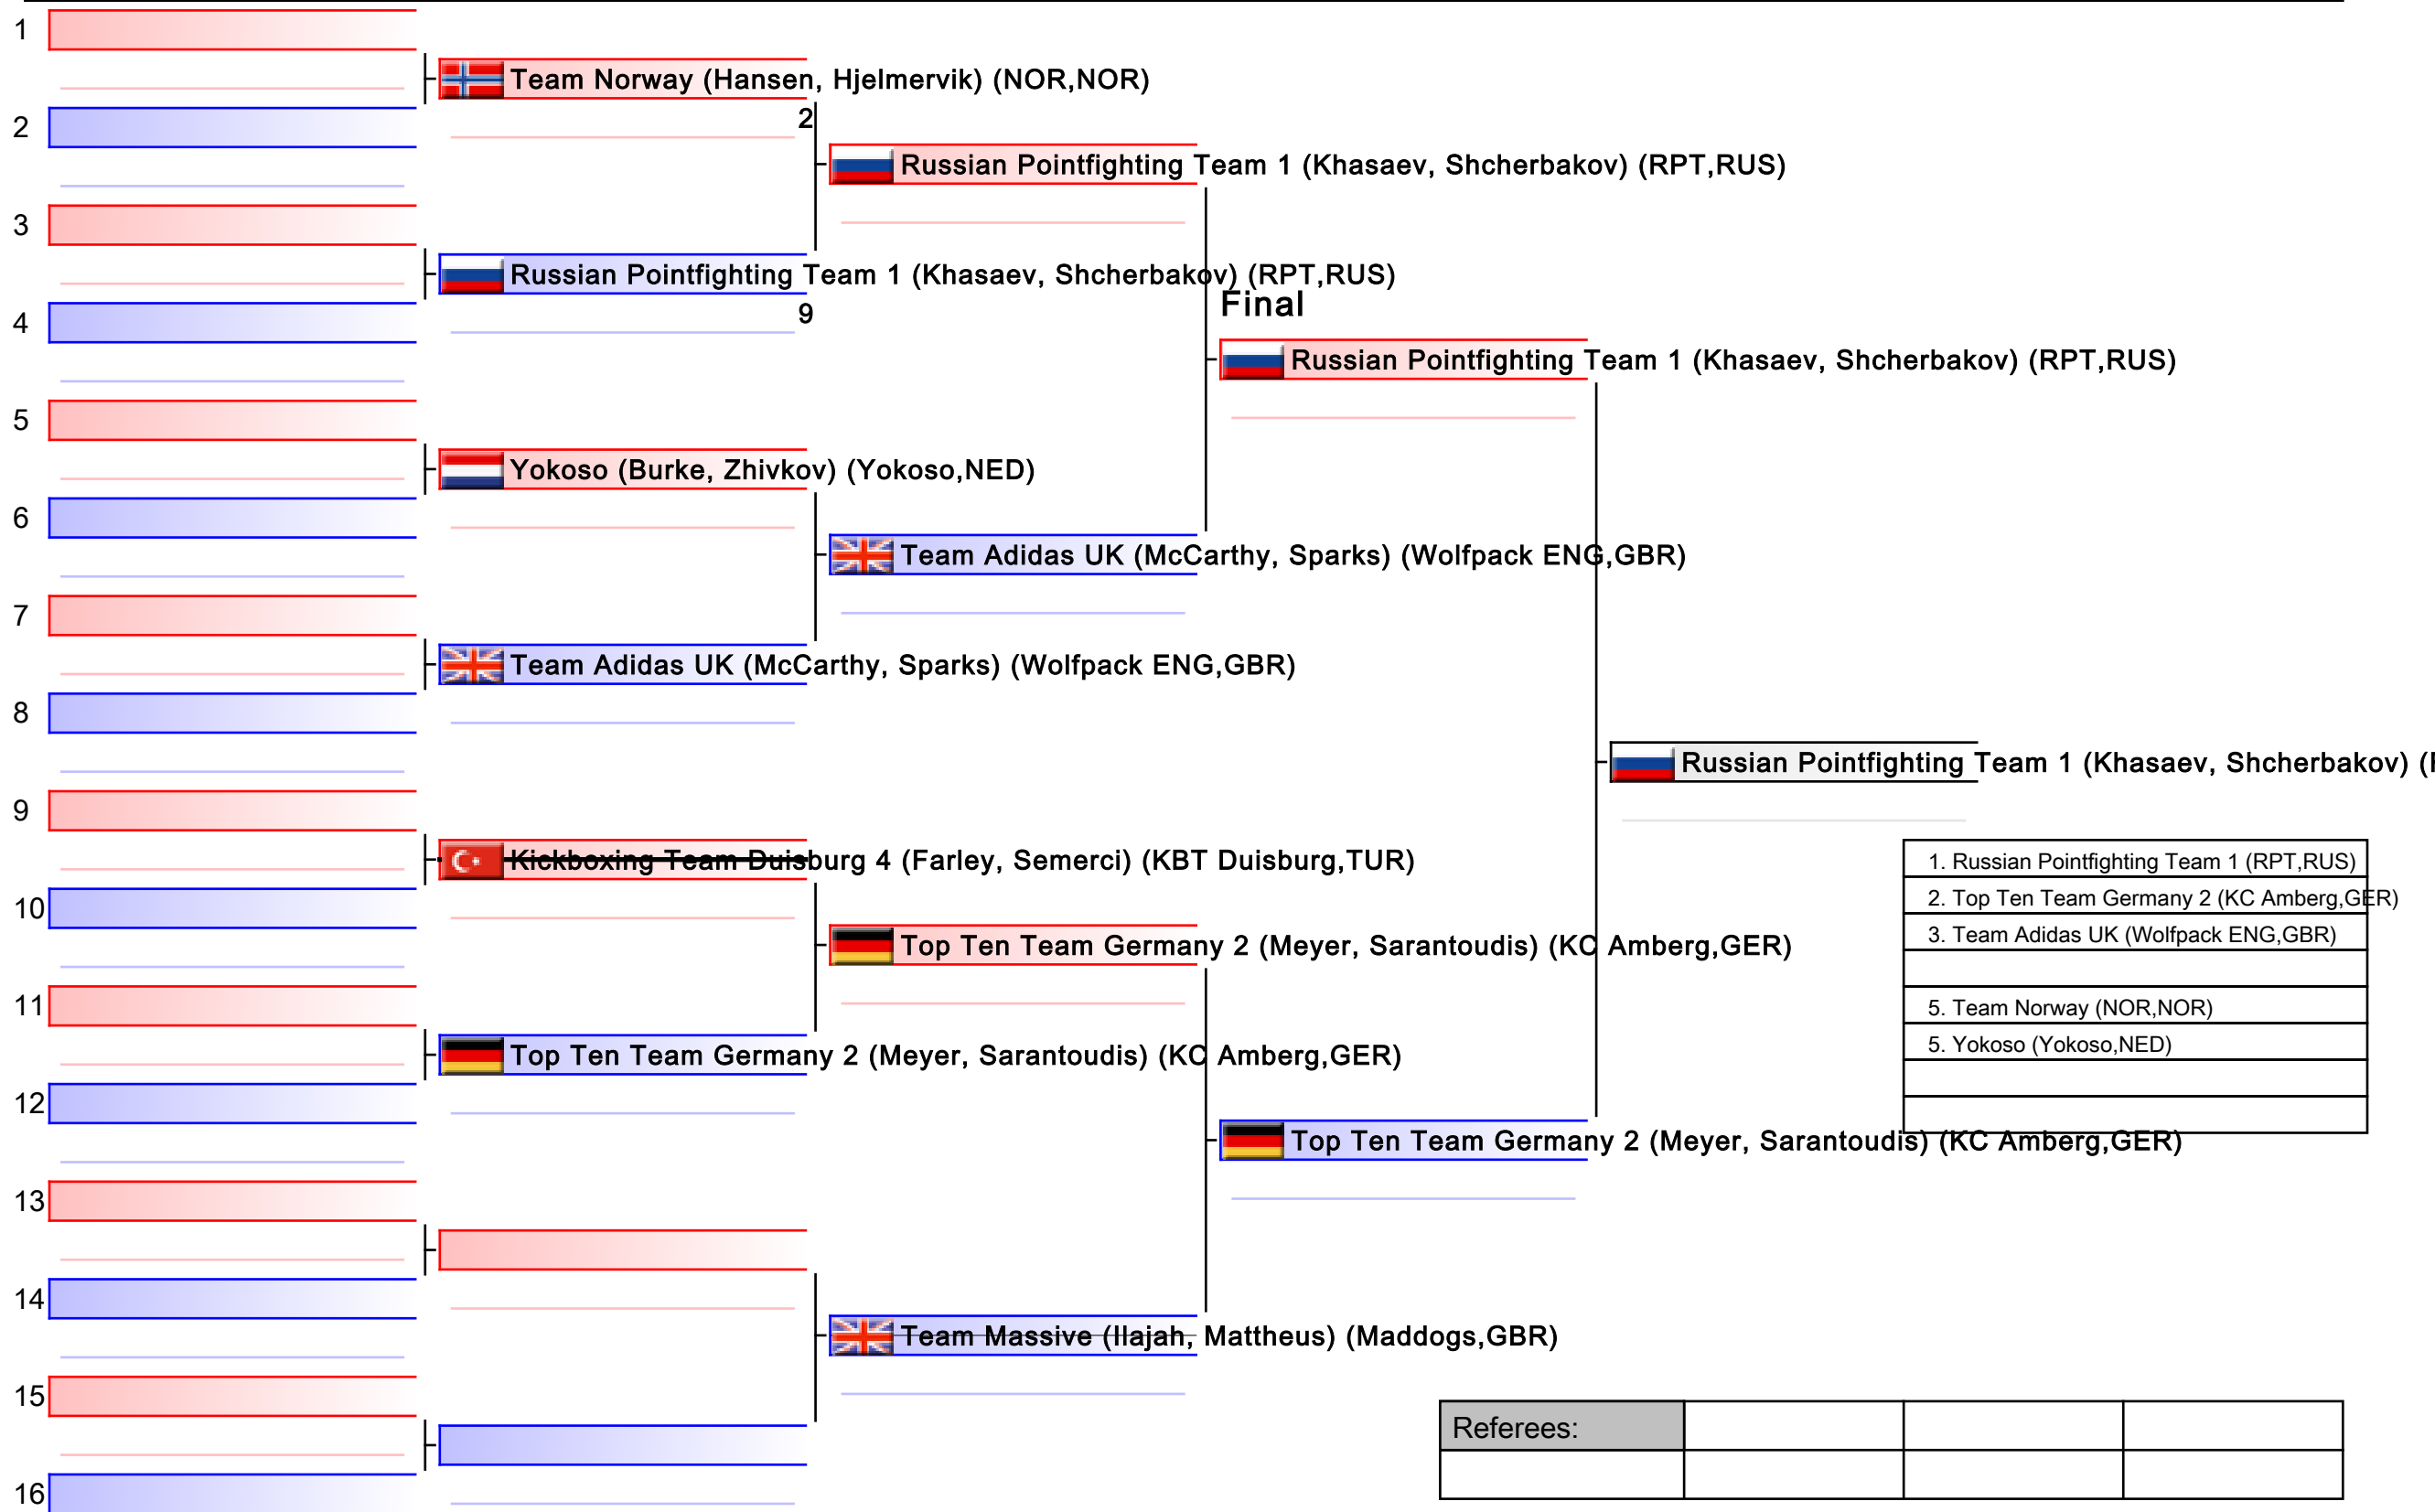 1
Team Norway (Hansen, Hjelmervik) (NOR,NOR)
2
2
Russian Pointfighting Team 1 (Khasaev, Shcherbakov) (RPT,RUS)
3
Russian Pointfighting Team 1 (Khasaev, Shcherbakov) (RPT,RUS)
Final
9
4
Russian Pointfighting Team 1 (Khasaev, Shcherbakov) (RPT,RUS)
5
Yokoso (Burke, Zhivkov) (Yokoso,NED)
6
Team Adidas UK (McCarthy, Sparks) (Wolfpack ENG,GBR)
7
Team Adidas UK (McCarthy, Sparks) (Wolfpack ENG,GBR)
8
Russian Pointfighting Team 1 (Khasaev, Shcherbakov) (
9
Kickboxing Team Duisburg 4 (Farley, Semerci) (KBT Duisburg,TUR)
1. Russian Pointfighting Team 1 (RPT,RUS)
2. Top Ten Team Germany 2 (KC Amberg,GER)
10
3. Team Adidas UK (Wolfpack ENG,GBR)
Top Ten Team Germany 2 (Meyer, Sarantoudis) (KC Amberg,GER)
11
5. Team Norway (NOR,NOR)
5. Yokoso (Yokoso,NED)
Top Ten Team Germany 2 (Meyer, Sarantoudis) (KC Amberg,GER)
12
Top Ten Team Germany 2 (Meyer, Sarantoudis) (KC Amberg,GER)
13
14
Team Massive (Ilajah, Mattheus) (Maddogs,GBR)
15
Referees:
16